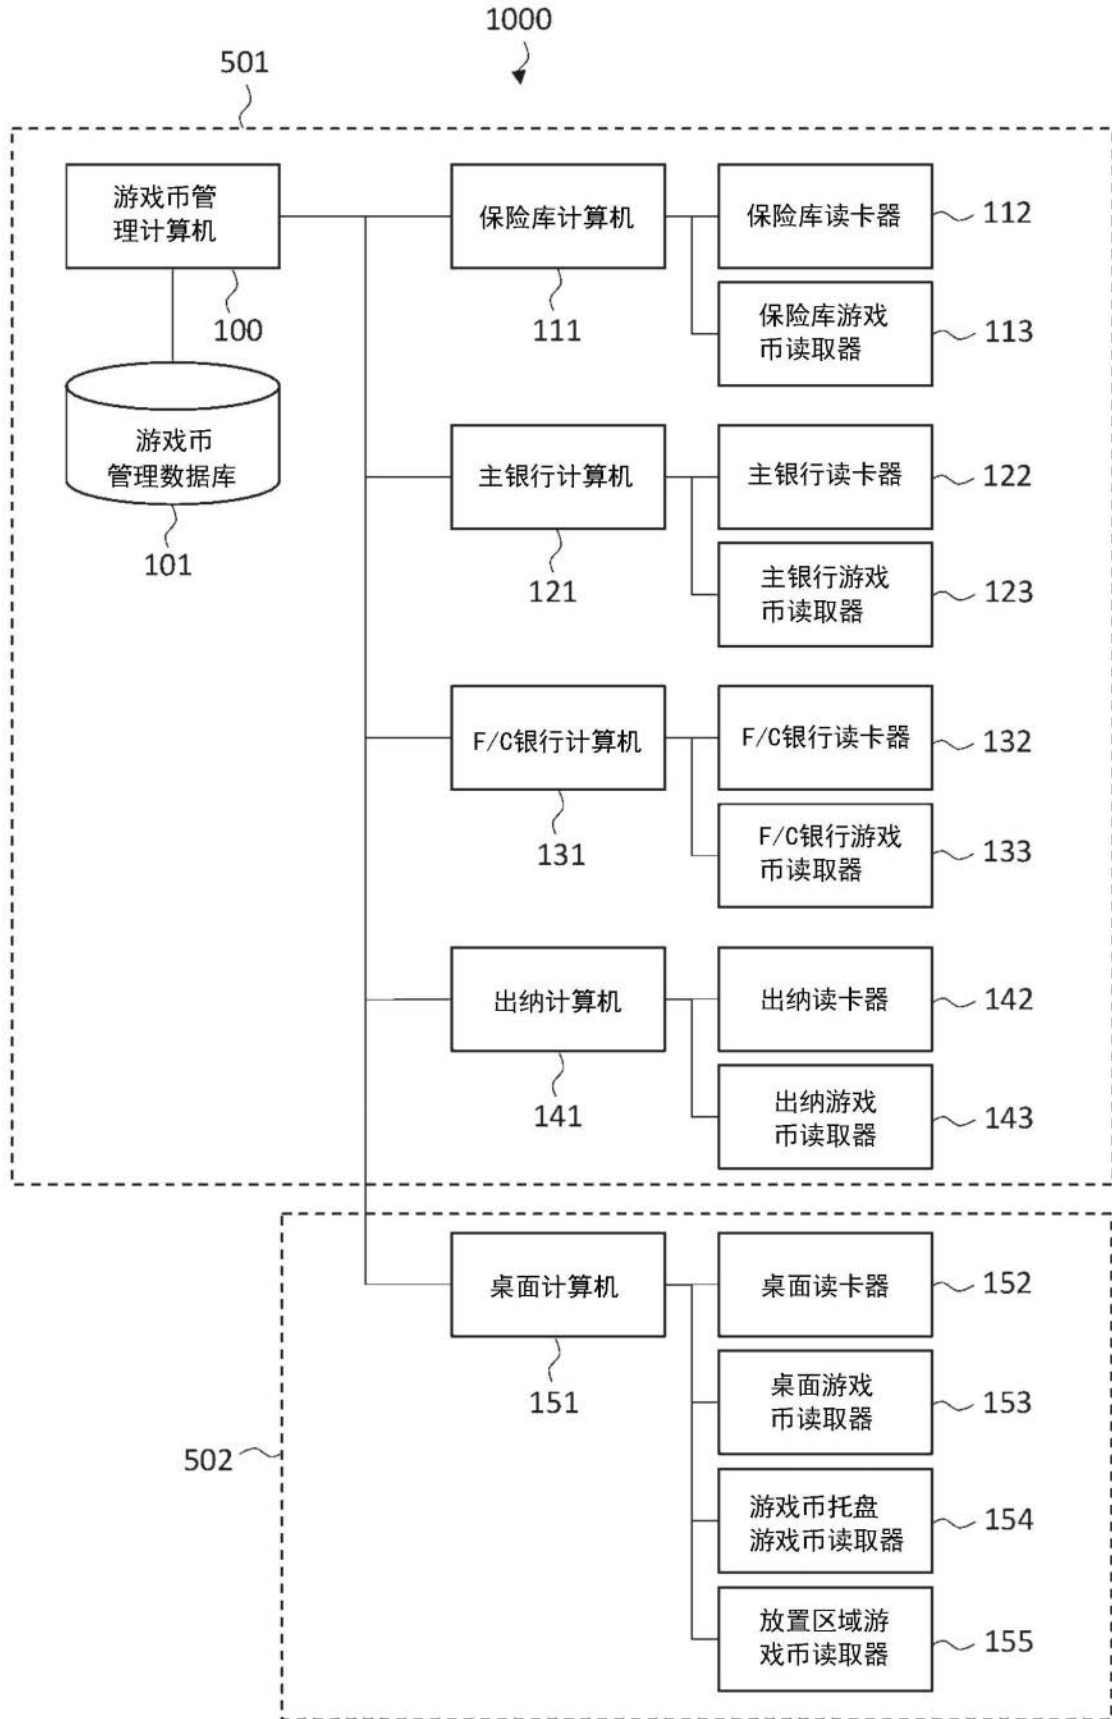 1000
501
游戏币管
理计算机
100
游戏币
管理数据库
101
保险库计算机
111
保险库读卡器
112
保险库游戏
币读取器
113
主银行计算机
121
主银行读卡器
122
主银行游戏
币读取器
123
F/C银行计算机
131
F/C银行读卡器
132
F/C银行游戏
币读取器
133
出纳计算机
141
出纳读卡器
142
出纳游戏
币读取器
143
502
桌面计算机
151
桌面读卡器
152
桌面游戏
币读取器
153
游戏币托盘
游戏币读取器
154
放置区域游
戏币读取器
155